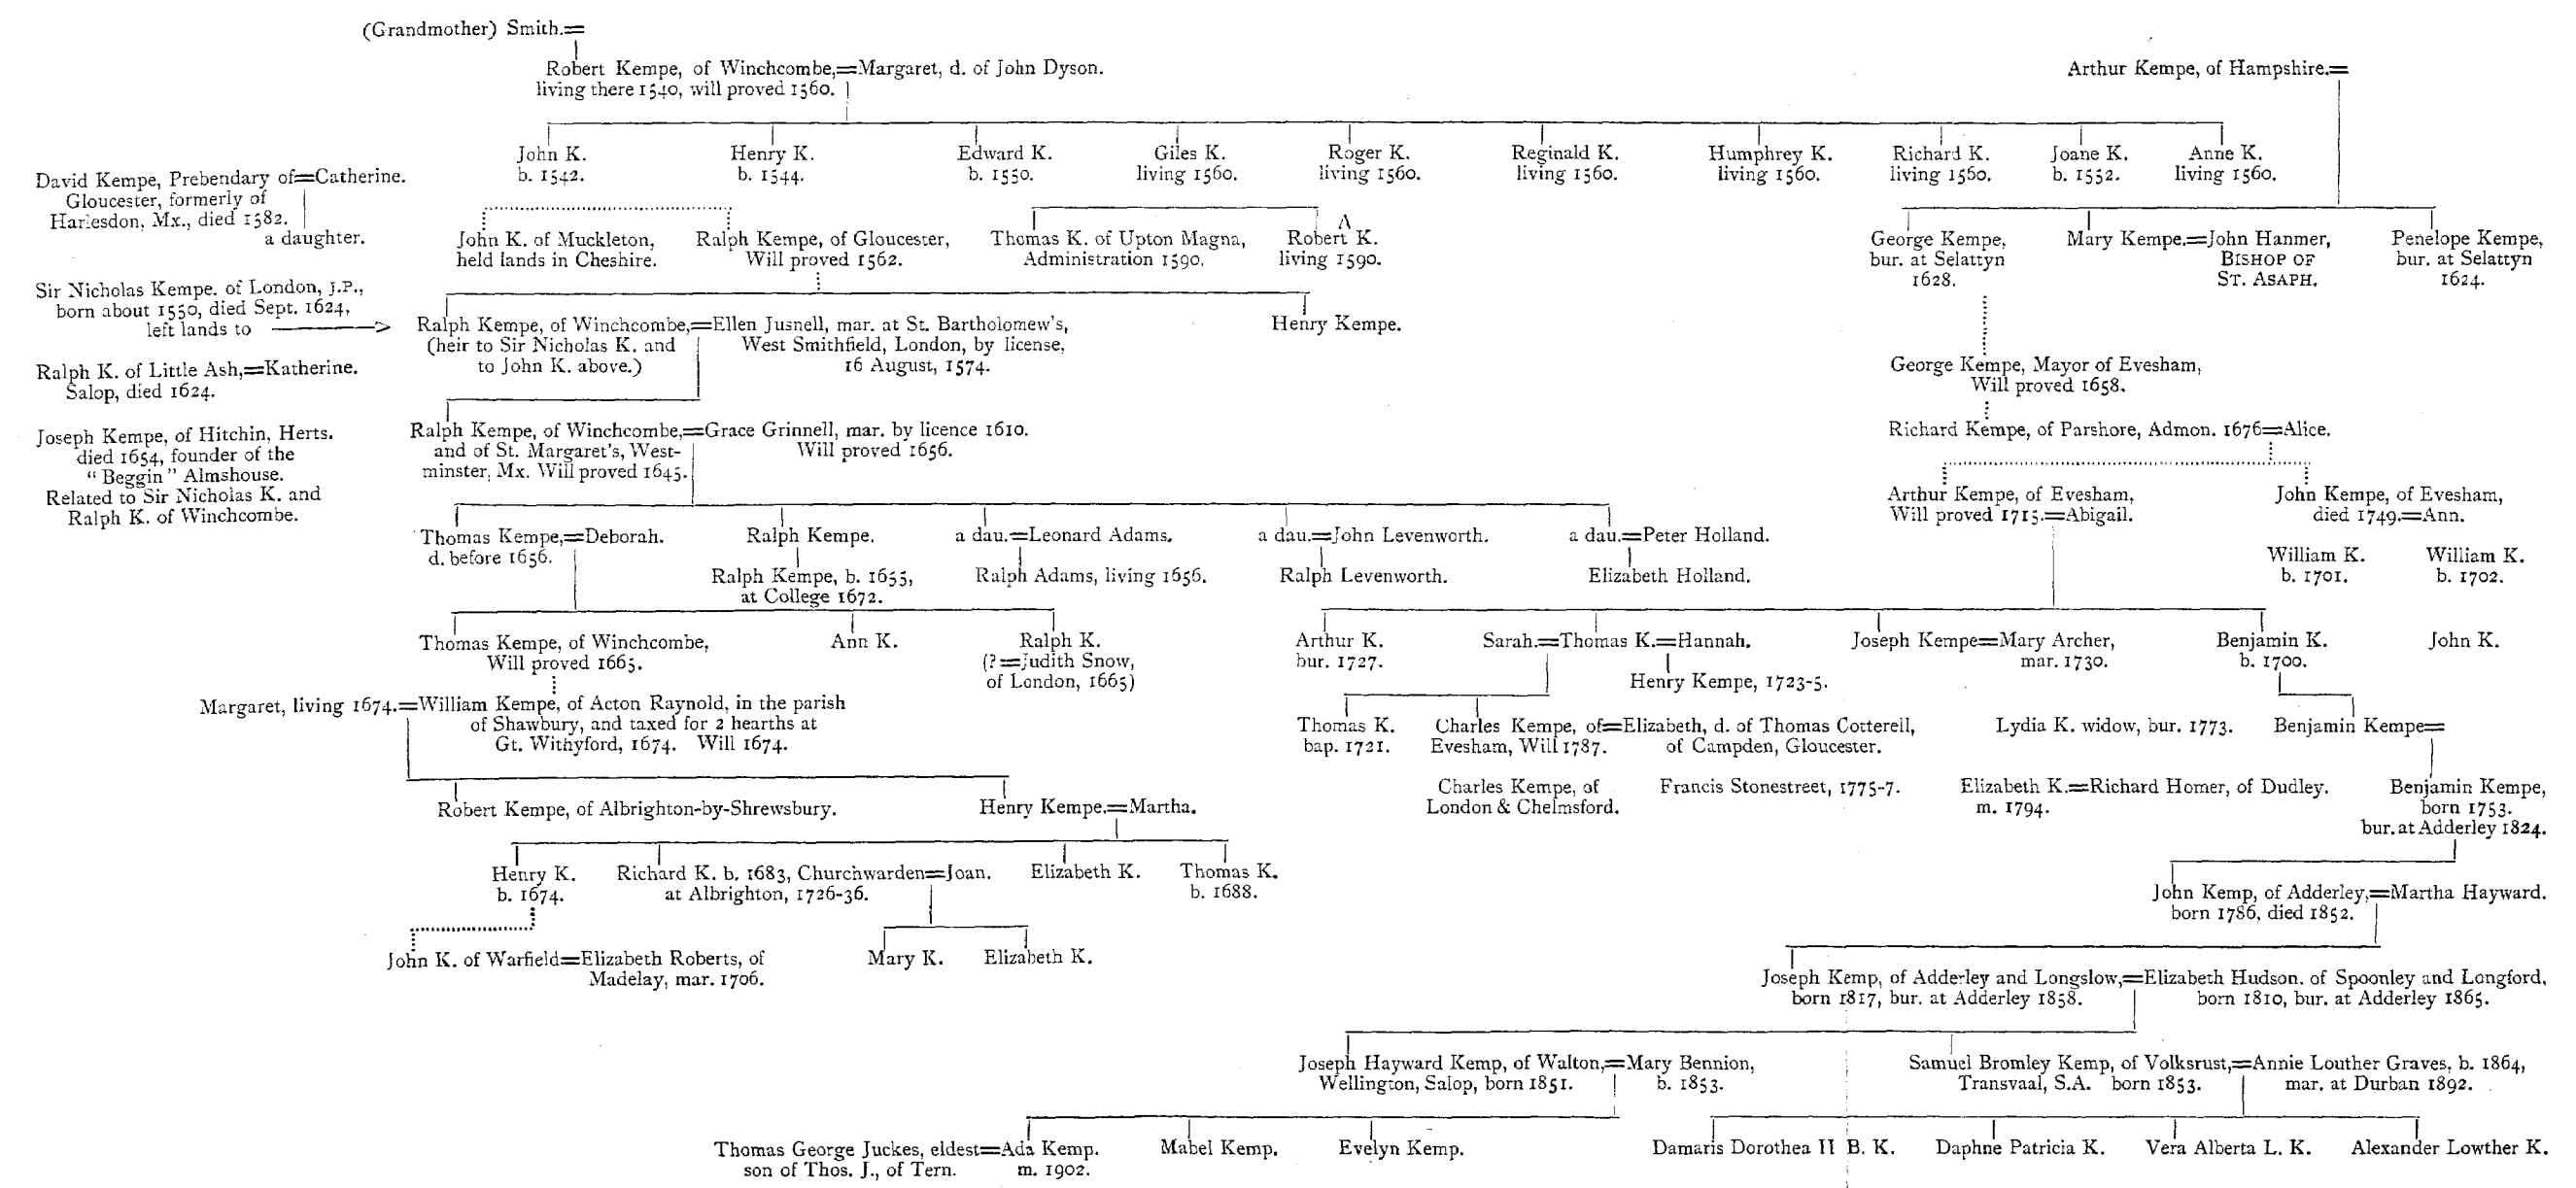 (Grandmother) Smith.=
Robert Kempe, of Winchcombe,=Margaret, d. of John Dyson.
living there 1540, will proved 1560.
Arthur Kempe, of Hampshire.=
John K.
b. 1542.
Henry K.
b. 1544.
Edward K.
b. 1550.
Giles K.
living 1560.
Roger K.
living 1560.
Reginald K.
living 1560.
Humphrey K.
living 1560.
Richard K.
living 1560.
Joane K.
b. 1552.
Anne K.
living 1560.
David Kempe, Prebendary of=Catherine.
Gloucester, formerly of
Harlesdon, Mx., died 1582.
a daughter.
John K. of Muckleton,
held lands in Cheshire.
Ralph Kempe, of Gloucester,
Will proved 1562.
Thomas K. of Upton Magna,
Administration 1590.
Robert K.
living 1590.
George Kempe,
bur. at Selattyn
1628.
Mary Kempe.=John Hanmer,
BISHOP OF
ST. ASAPH.
Penelope Kempe,
bur. at Selattyn
1624.
Sir Nicholas Kempe. of London, J.P.,
born about 1550, died Sept. 1624,
left lands to
Ralph Kempe, of Winchcombe,=Ellen Jusnell, mar. at St. Bartholomew's,
(heir to Sir Nicholas K. and West Smithfield, London, by license,
to John K. above.) 16 August, 1574.
Henry Kempe.
Ralph K. of Little Ash,=Katherine.
Salop, died 1624.
George Kempe, Mayor of Evesham,
Will proved 1658.
Joseph Kempe, of Hitchin, Herts.
died 1654, founder of the
"Beggin" Almshouse.
Related to Sir Nicholas K. and
Ralph K. of Winchcombe.
Ralph Kempe, of Winchcombe,=Grace Grinnell, mar. by licence 1610.
and of St. Margaret's, West- Will proved 1656.
minster, Mx. Will proved 1645.
Richard Kempe, of Parshore, Admon. 1676=Alice.
Arthur Kempe, of Evesham,
Will proved 1715.=Abigail.
John Kempe, of Evesham,
died 1749.=Ann.
Thomas Kempe,=Deborah.
d. before 1656.
Ralph Kempe.
Ralph Kempe, b. 1655,
at College 1672.
a dau.=Leonard Adams.
Ralph Adams, living 1656.
a dau.=John Levenworth.
Ralph Levenworth.
a dau.=Peter Holland.
Elizabeth Holland.
William K.
b. 1701.
William K.
b. 1702.
Thomas Kempe, of Winchcombe,
Will proved 1665.
Ann K.
Ralph K.
(?=Judith Snow,
of London, 1665)
Arthur K.
bur. 1727.
Sarah.=Thomas K.=Hannah.
Henry Kempe, 1723-5.
Joseph Kempe=Mary Archer,
mar. 1730.
Benjamin K.
b. 1700.
John K.
Margaret, living 1674.=William Kempe, of Acton Raynold, in the parish
of Shawbury, and taxed for 2 hearths at
Gt. Withyford, 1674. Will 1674.
Thomas K.
bap. 1721.
Charles Kempe, of=Elizabeth, d. of Thomas Cotterell,
Evesham, Will 1787. of Campden, Gloucester.
Lydia K. widow, bur. 1773.
Benjamin Kempe=
Robert Kempe, of Albrighton-by-Shrewsbury.
Henry Kempe.=Martha.
Charles Kempe, of
London & Chelmsford.
Francis Stonestreet, 1775-7.
Elizabeth K.=Richard Homer, of Dudley.
m. 1794.
Benjamin Kempe,
born 1753.
bur. at Adderley 1824.
Henry K.
b. 1674.
Richard K. b. 1683, Churchwarden=Joan.
at Albrighton, 1726-36.
Elizabeth K.
Thomas K.
b. 1688.
John Kemp, of Adderley,=Martha Hayward.
born 1786, died 1852.
John K. of Warfield=Elizabeth Roberts, of
Madelay, mar. 1706.
Mary K.
Elizabeth K.
Joseph Kemp, of Adderley and Longslow,=Elizabeth Hudson. of Spoonley and Longford,
born 1817, bur. at Adderley 1858. born 1810, bur. at Adderley 1865.
Joseph Hayward Kemp, of Walton,=Mary Bennion,
Wellington, Salop, born 1851. b. 1853.
Samuel Bromley Kemp, of Volksrust,=Annie Louther Graves, b. 1864,
Transvaal, S.A. born 1853. mar. at Durban 1892.
Thomas George Juckes, eldest=Ada Kemp.
son of Thos. J., of Tern. m. 1902.
Mabel Kemp.
Evelyn Kemp.
Damaris Dorothea II B. K.
Daphne Patricia K.
Vera Alberta L. K.
Alexander Lowther K.